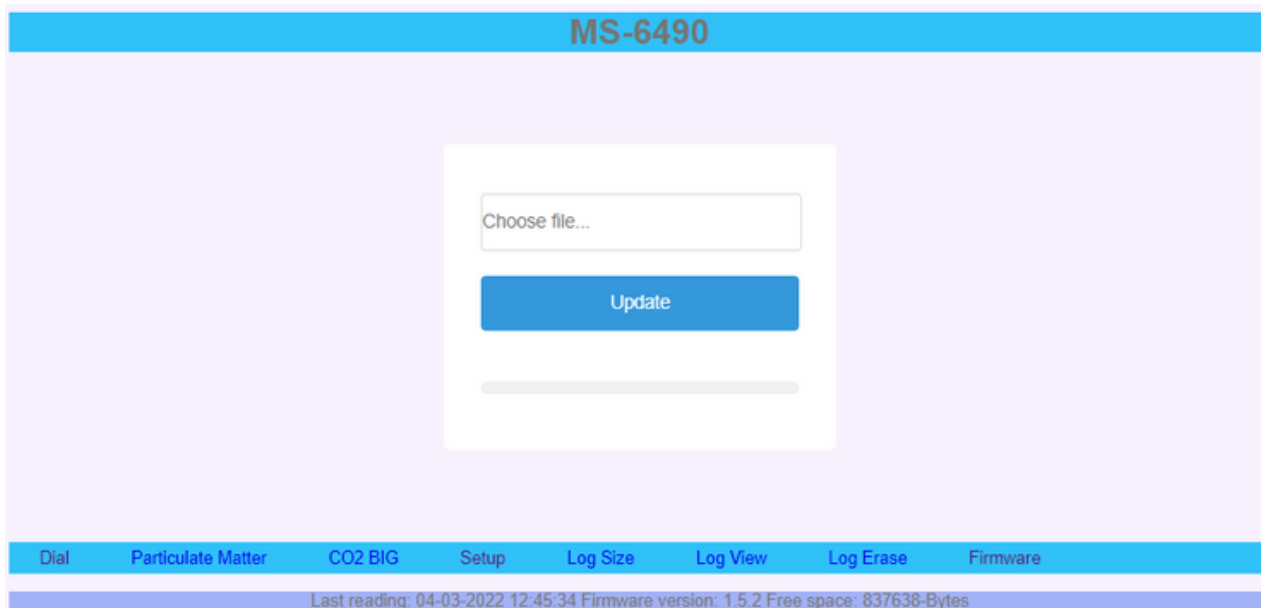 MS-6490
Choose file...
Update
Dial Particulate Matter CO2 BIG Setup Log Size Log View Log Erase Firmware
Last reading: 04-03-2022 12:45:34 Firmware version: 1.5.2 Free space: 837638-Bytes